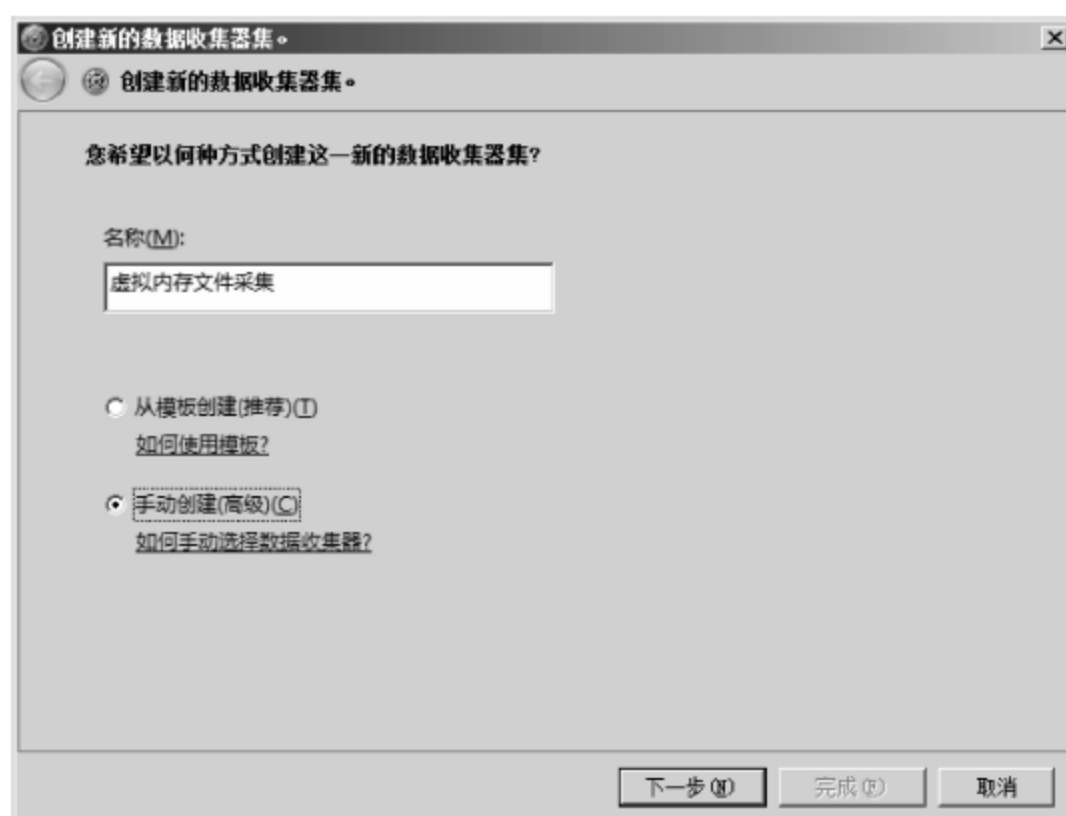 创建新的数据收集器集。
创建新的数据收集器集。
您希望以何种方式创建这一新的数据收集器集?
名称(M):
虚拟内存文件采集
从模板创建(推荐)(T)
如何使用模板?
手动创建(高级)(C)
如何手动选择数据收集器?
下一步(N) 完成(F) 取消